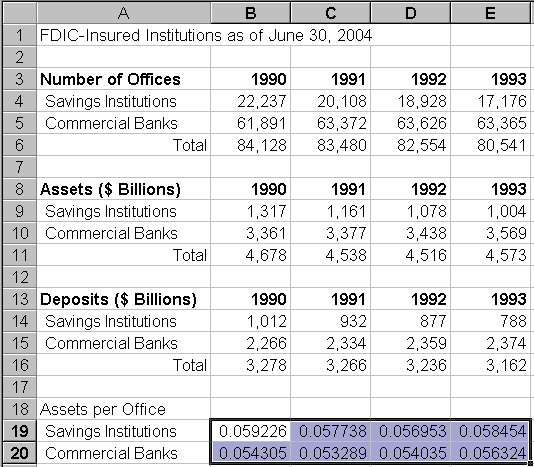 A B C D E
1 FDIC-Insured Institutions as of June 30, 2004
2
3 Number of Offices 1990 1991 1992 1993
4 Savings Institutions 22,237 20,108 18,928 17,176
5 Commercial Banks 61,891 63,372 63,626 63,365
6 Total 84,128 83,480 82,554 80,541
7
8 Assets ($ Billions) 1990 1991 1992 1993
9 Savings Institutions 1,317 1,161 1,078 1,004
10 Commercial Banks 3,361 3,377 3,438 3,569
11 Total 4,678 4,538 4,516 4,573
12
13 Deposits ($ Billions) 1990 1991 1992 1993
14 Savings Institutions 1,012 932 877 788
15 Commercial Banks 2,266 2,334 2,359 2,374
16 Total 3,278 3,266 3,236 3,162
17
18 Assets per Office
19 Savings Institutions 0.059226 0.057738 0.056953 0.058454
20 Commercial Banks 0.054305 0.053289 0.054035 0.056324